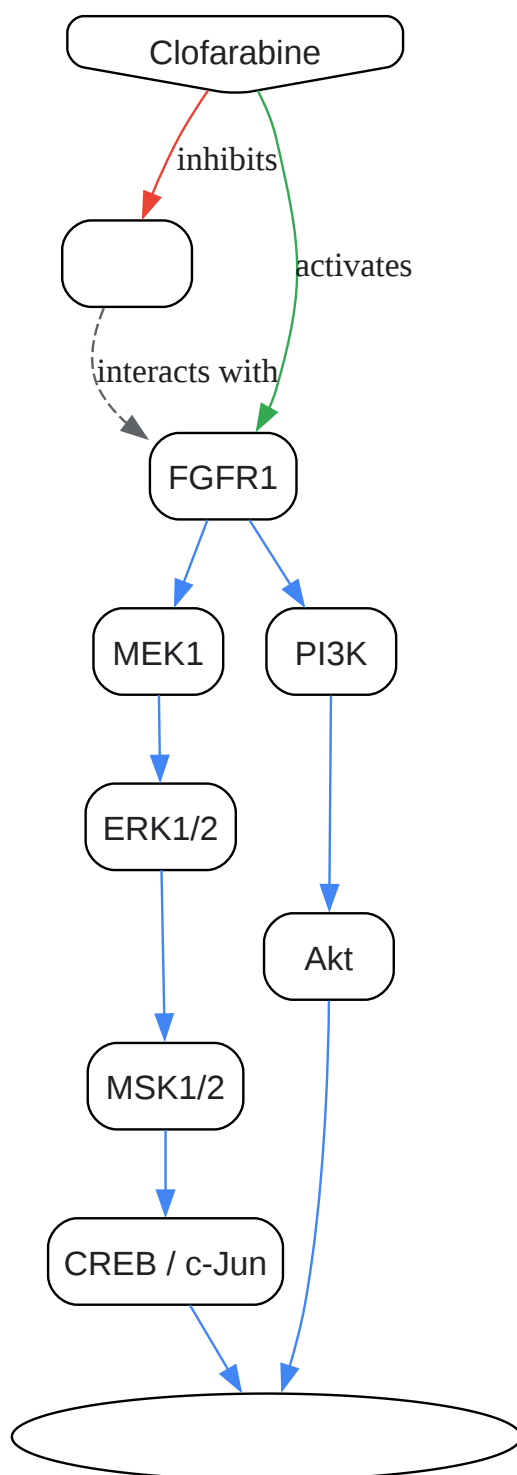 Clofarabine
inhibits
activates
interacts with
FGFR1
MEK1
PI3K
ERK1/2
Akt
MSK1/2
CREB / c-Jun